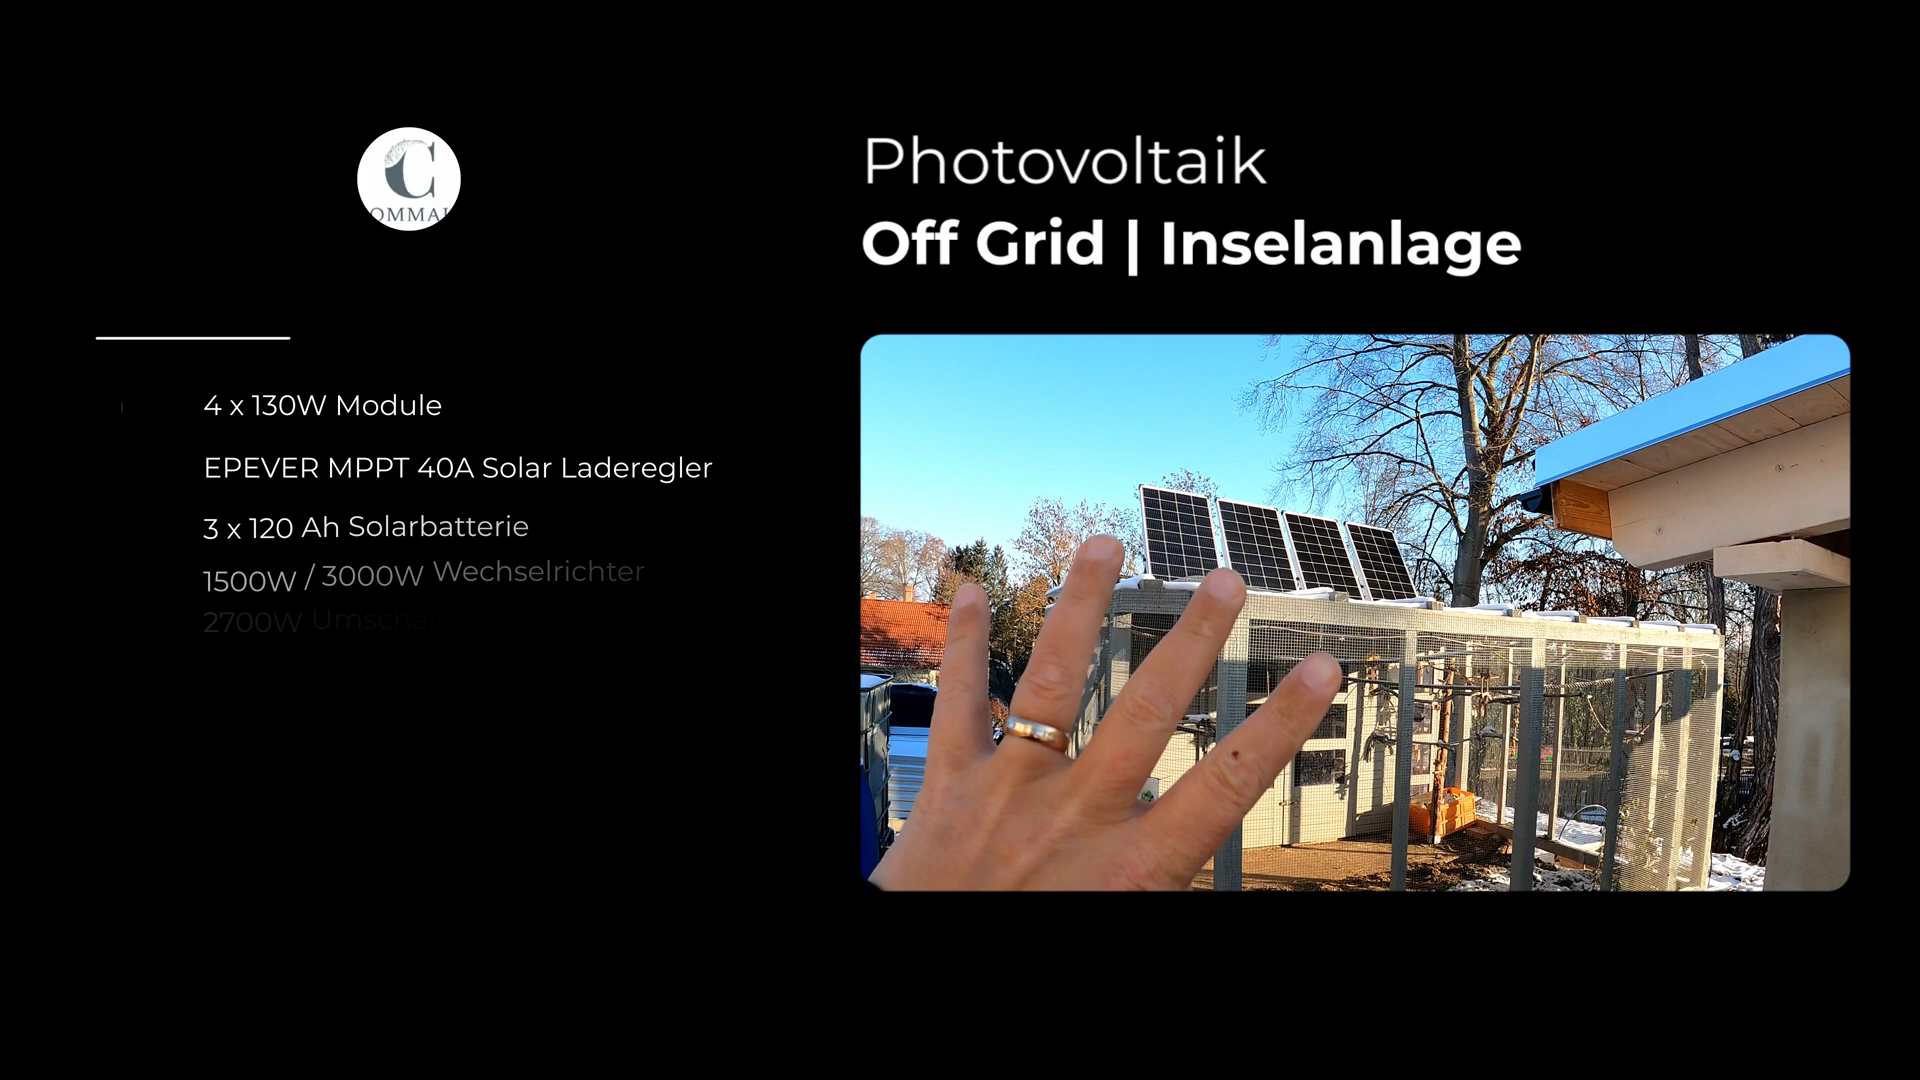 C
OMMA
Photovoltaik
Off Grid | Inselanlage
4 x 130W Module
EPEVER MPPT 40A Solar Laderegler
3 x 120 Ah Solarbatterie
1500W / 3000W Wechselrichter
2700W Umschal